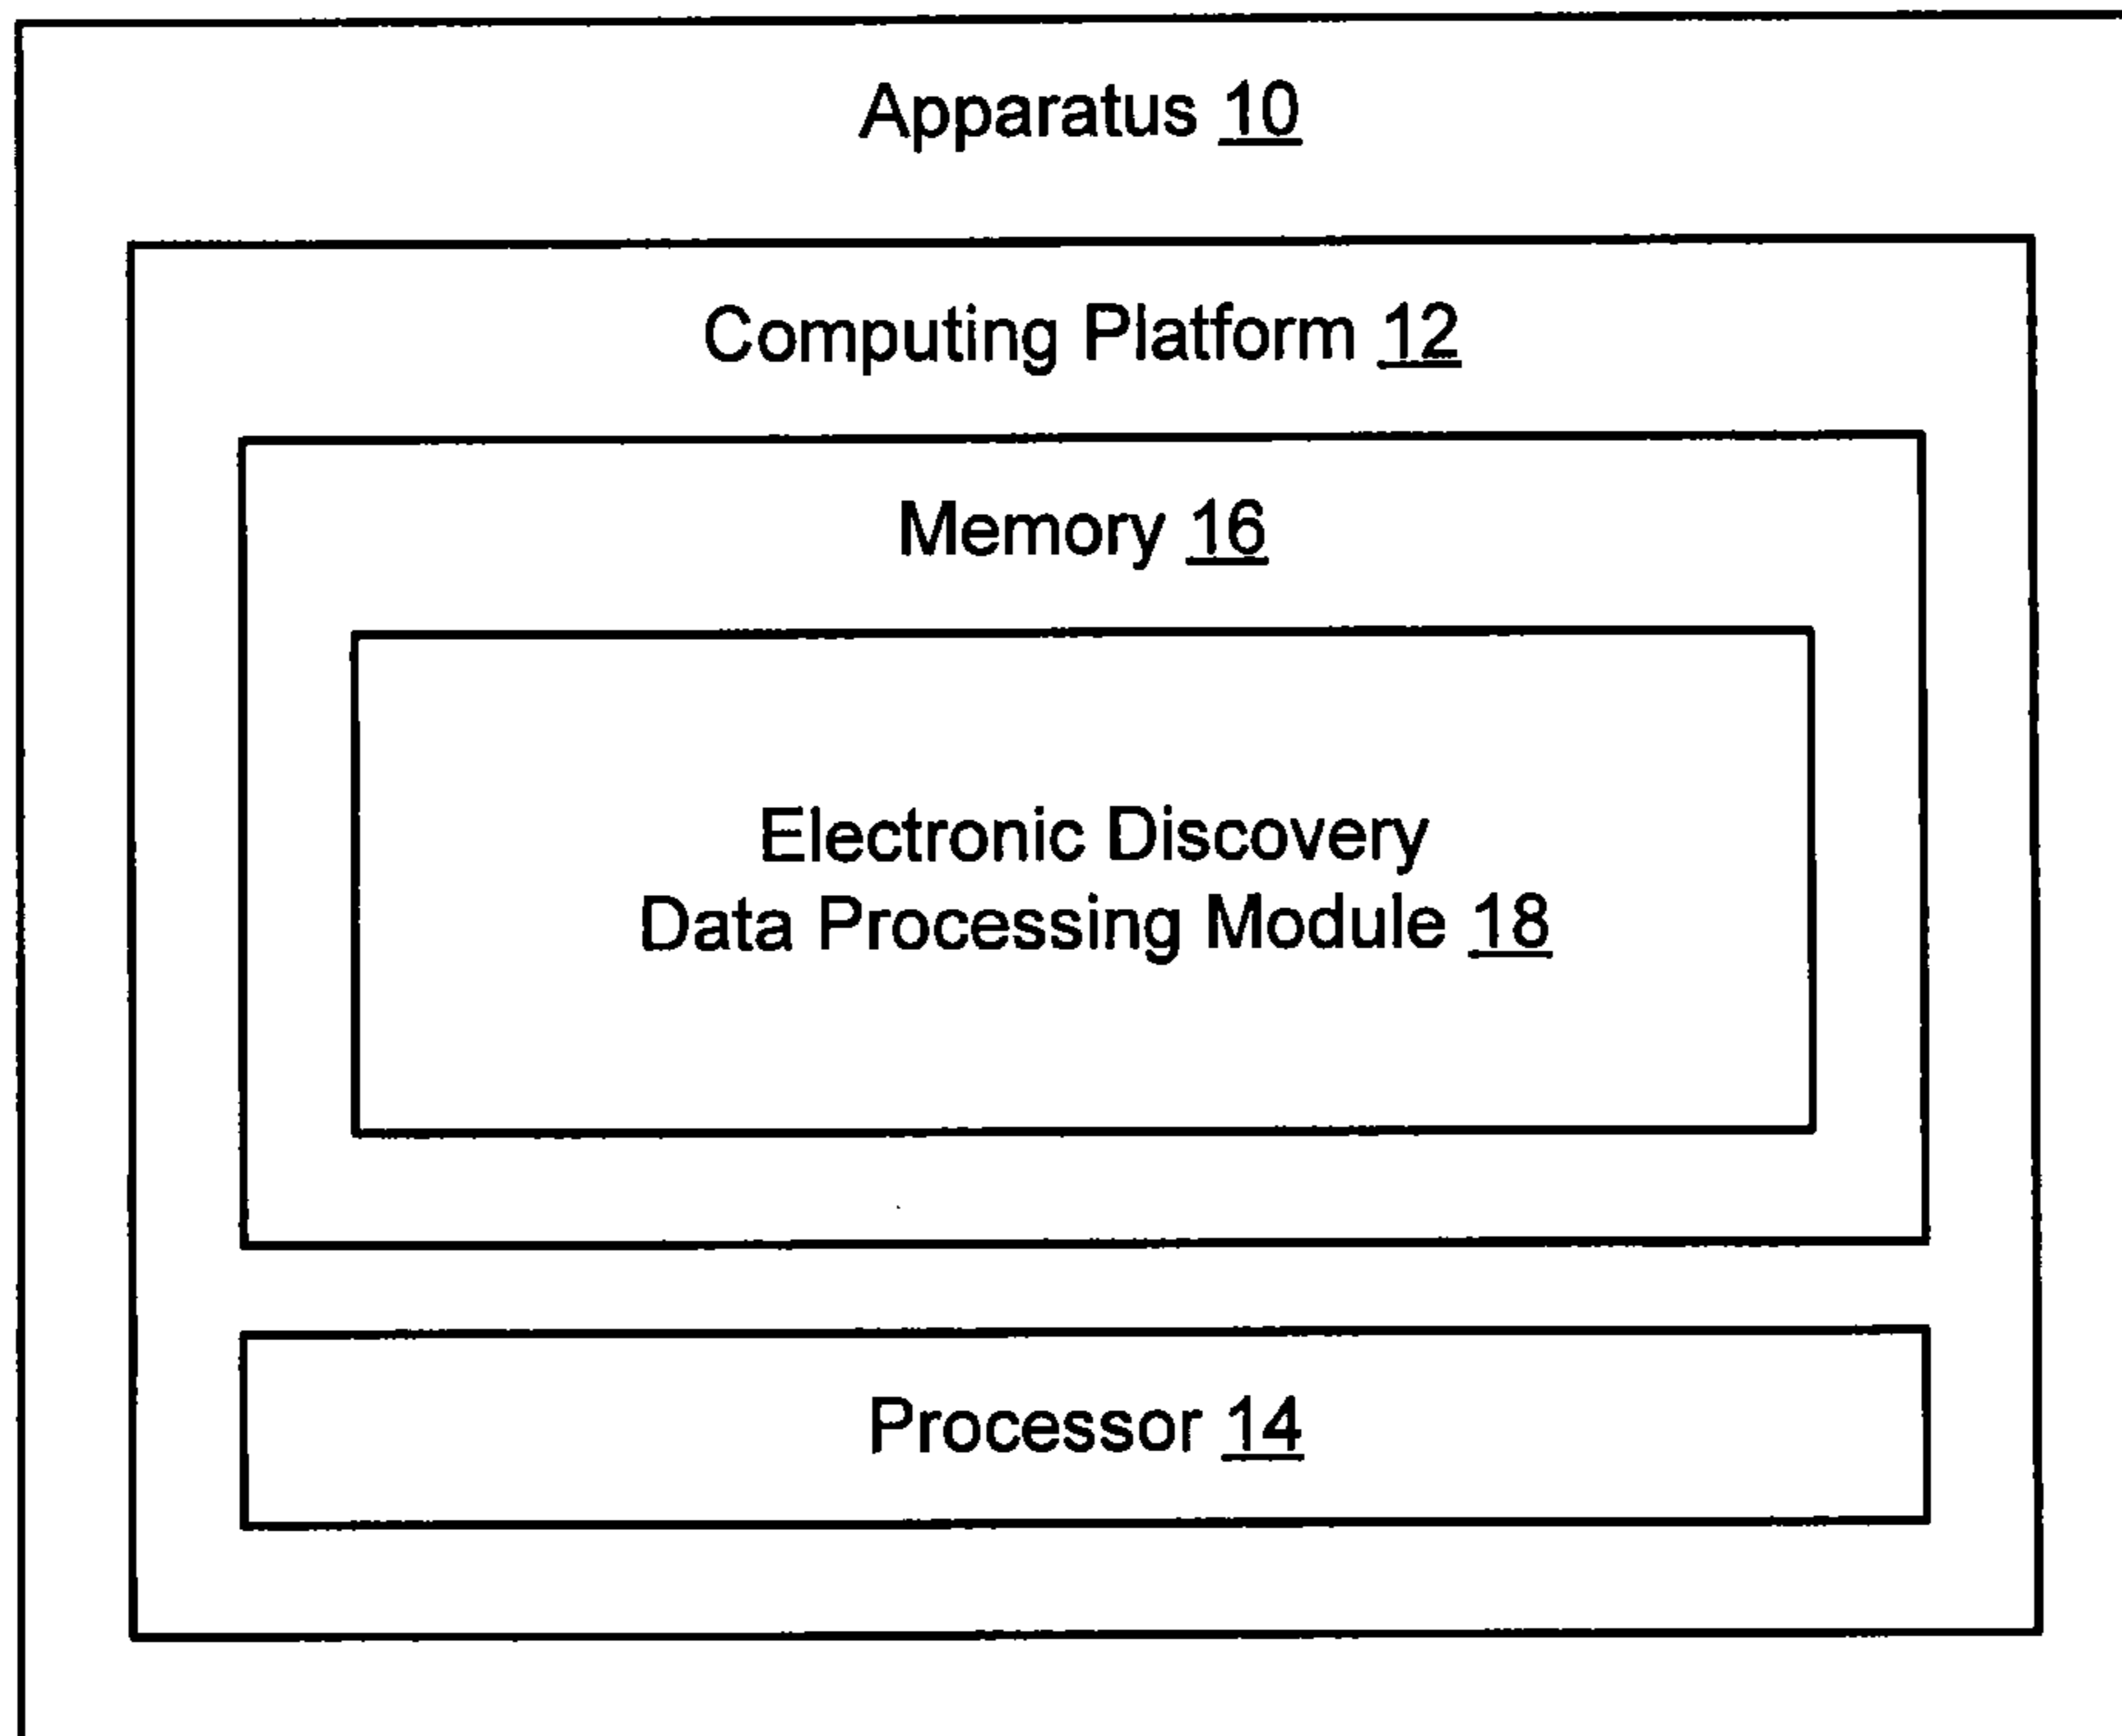 Apparatus 10
Computing Platform 12
Memory 16
Electronic Discovery
Data Processing Module 18
Processor 14